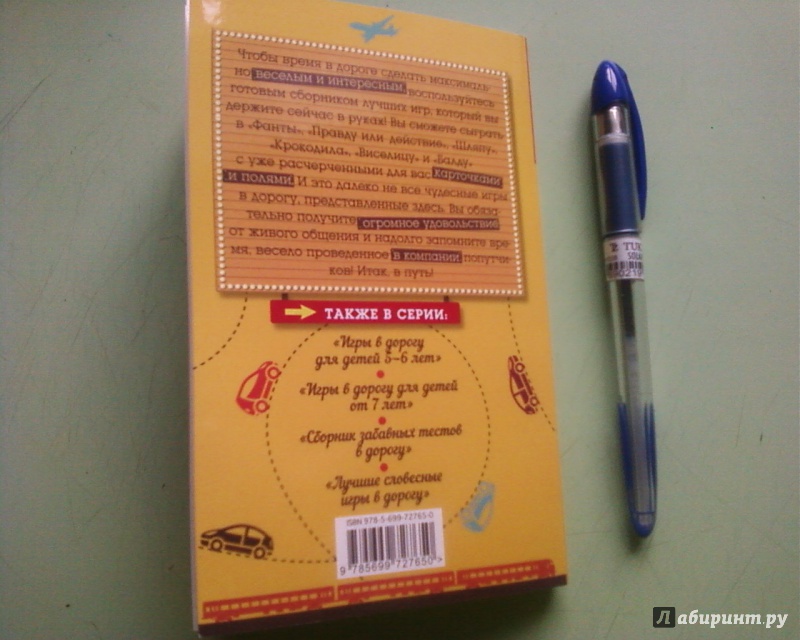 Чтобы время в дороге сделать максималь-
но веселым и интересным, воспользуйтесь
готовым сборником лучших игр, который вы
держите сейчас в руках! Вы сможете сыграть
в «Фанты», «Правду или действие», «Шляпу»,
«Крокодила», «Виселицу» и «Балду»
с уже расчерченными для вас карточками
и полями. И это далеко не все чудесные игры
в дорогу, представленные здесь. Вы обяза-
тельно получите огромное удовольствие
от живого общения и надолго запомните вре-
мя, весело проведенное в компании попутчи-
ков! Итак, в путь!
ТАКЖЕ В СЕРИИ:
«Игры в дорогу
для детей 5–6 лет»
«Игры в дорогу для детей
от 7 лет»
«Сборник забавных тестов
в дорогу»
«Лучшие словесные
игры в дорогу»
ISBN 978-5-699-72765-0
9 785699 727650 >
Лабиринт.ру